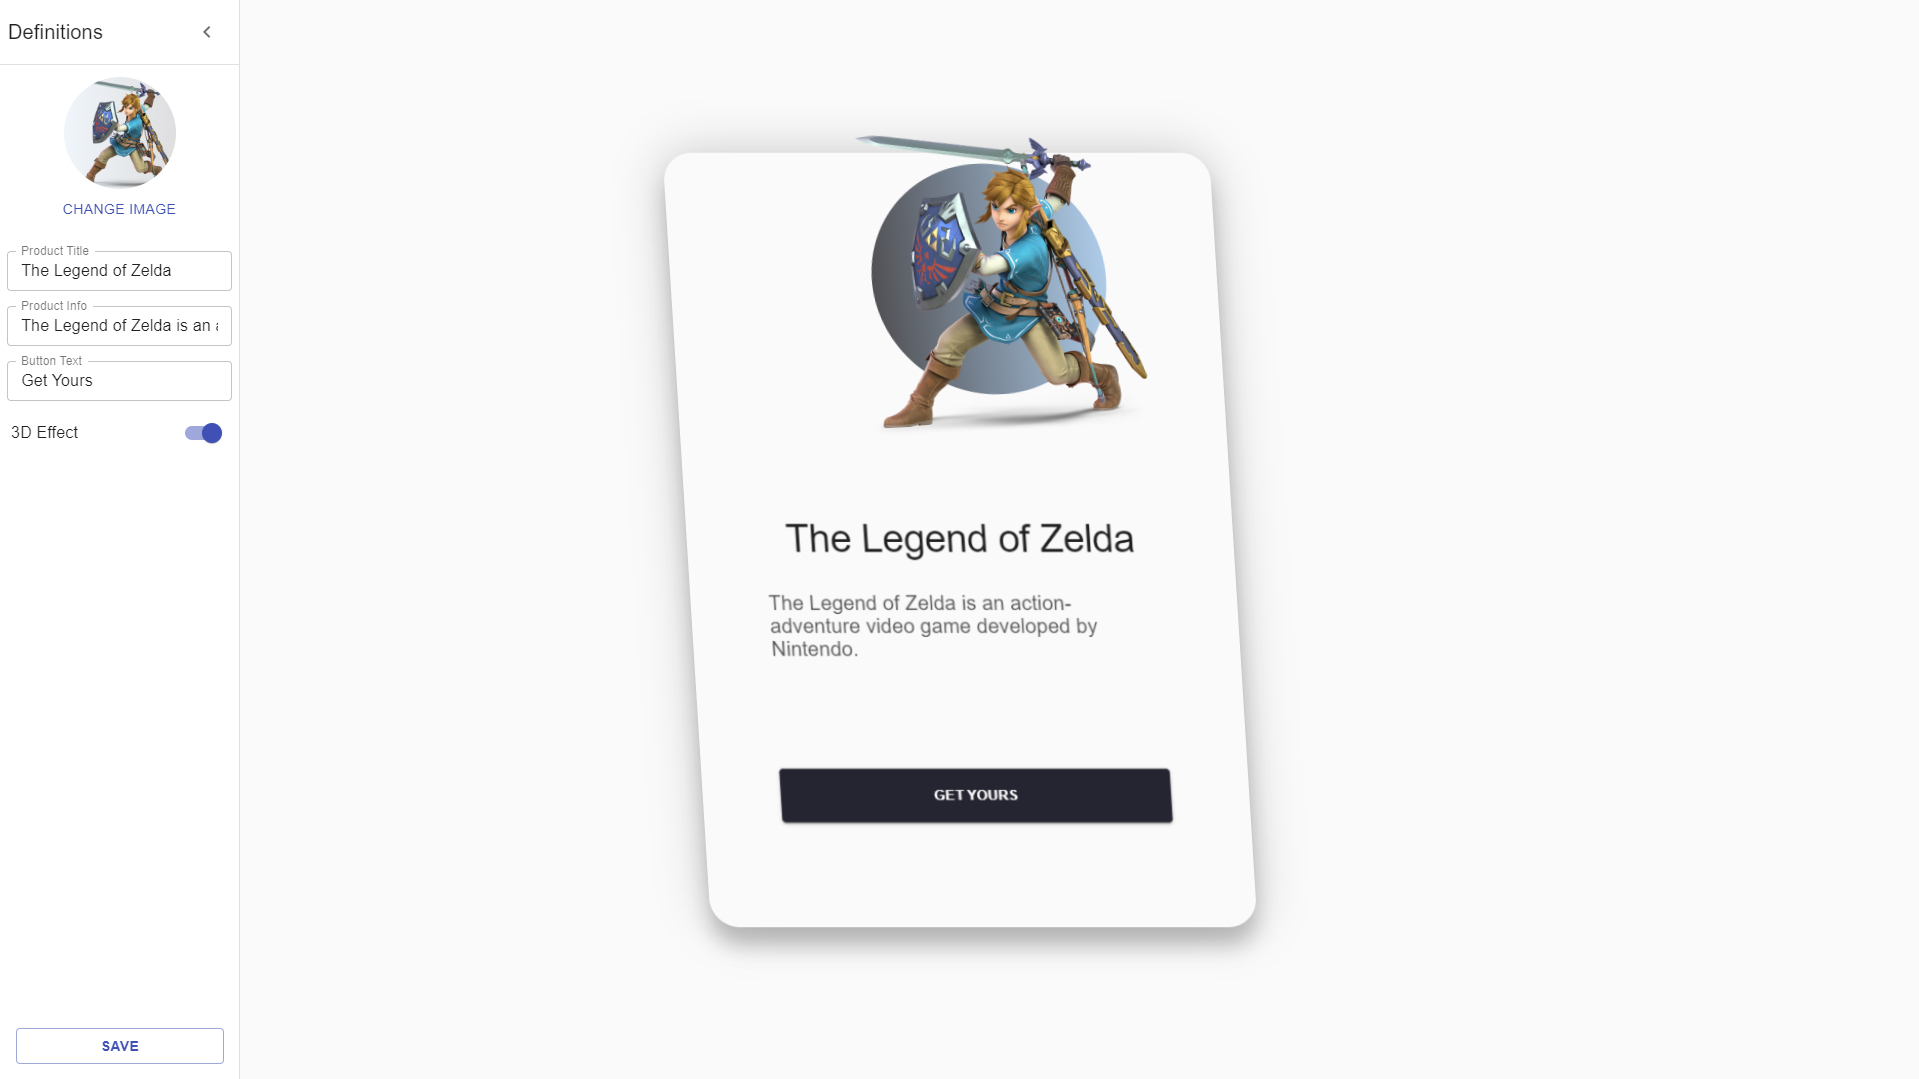 Definitions
CHANGE IMAGE
Product Title
The Legend of Zelda
Product Info
The Legend of Zelda is an
Button Text
Get Yours
3D Effect
SAVE
The Legend of Zelda
The Legend of Zelda is an action-
adventure video game developed by
Nintendo.
GET YOURS